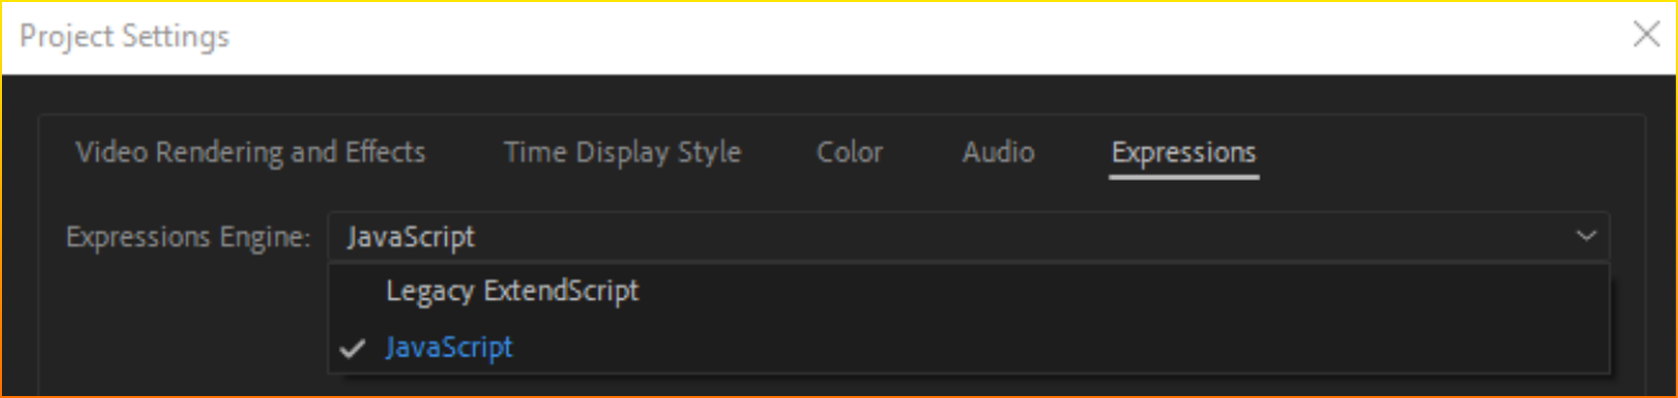 Project Settings
Video Rendering and Effects Time Display Style Color Audio Expressions
Expressions Engine: JavaScript
Legacy ExtendScript
JavaScript